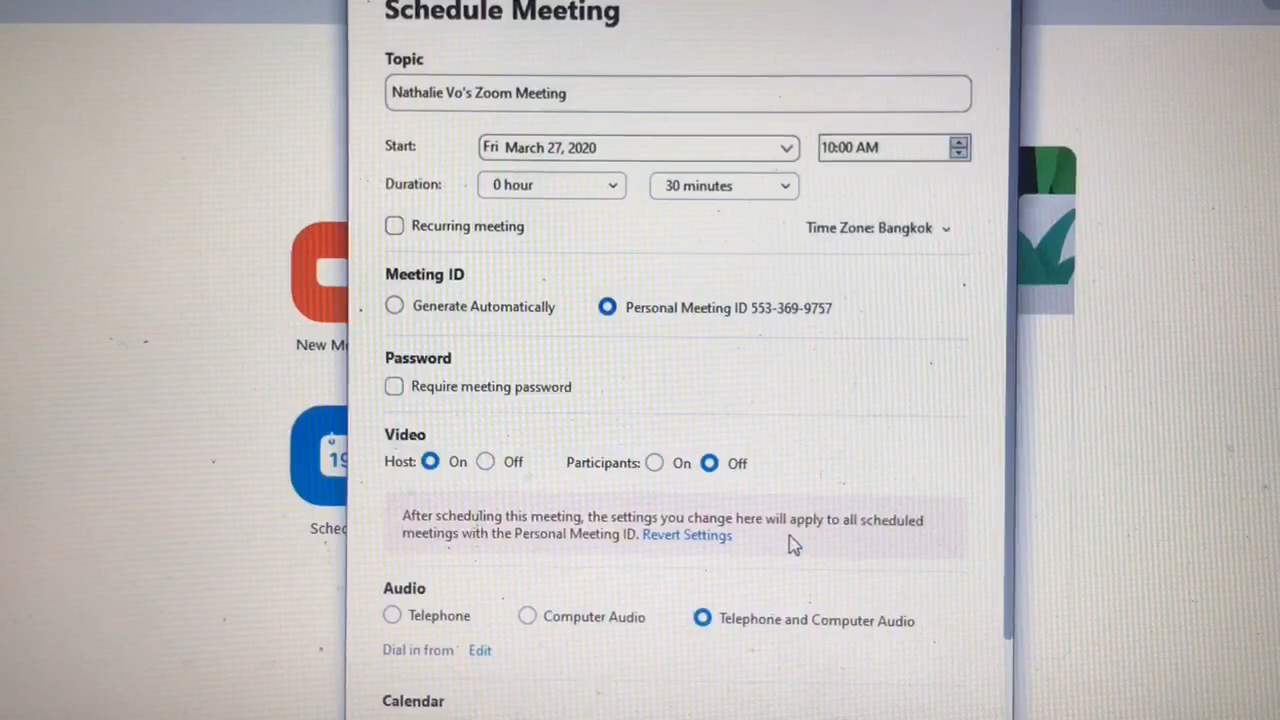 Schedule Meeting
Topic
Nathalie Vo's Zoom Meeting
Start: Fri March 27, 2020 10:00 AM
Duration: 0 hour 30 minutes
Recurring meeting Time Zone: Bangkok
Meeting ID
Generate Automatically Personal Meeting ID 553-369-9757
New M
Password
Require meeting password
Video
Host: On Off Participants: On Off
19
After scheduling this meeting, the settings you change here will apply to all scheduled
meetings with the Personal Meeting ID. Revert Settings
Sched
Audio
Telephone Computer Audio Telephone and Computer Audio
Dial in from Edit
Calendar